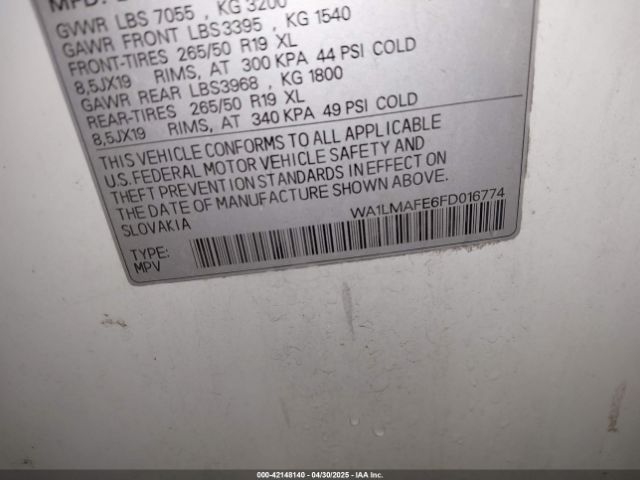 MFD.
GVWR LBS 7055 , KG 3200
GAWR FRONT LBS3395 , KG 1540
FRONT-TIRES 265/50 R19 XL
8,5JX19 RIMS, AT 300 KPA 44 PSI COLD
GAWR REAR LBS3968 , KG 1800
REAR-TIRES 265/50 R19 XL
8,5JX19 RIMS, AT 340 KPA 49 PSI COLD
THIS VEHICLE CONFORMS TO ALL APPLICABLE
U.S. FEDERAL MOTOR VEHICLE SAFETY AND
THEFT PREVENTION STANDARDS IN EFFECT ON
THE DATE OF MANUFACTURE SHOWN ABOVE.
SLOVAKIA
WA1LMAFE6FD016774
TYPE:
MPV
000-42148140 - 04/30/2025 - IAA Inc.